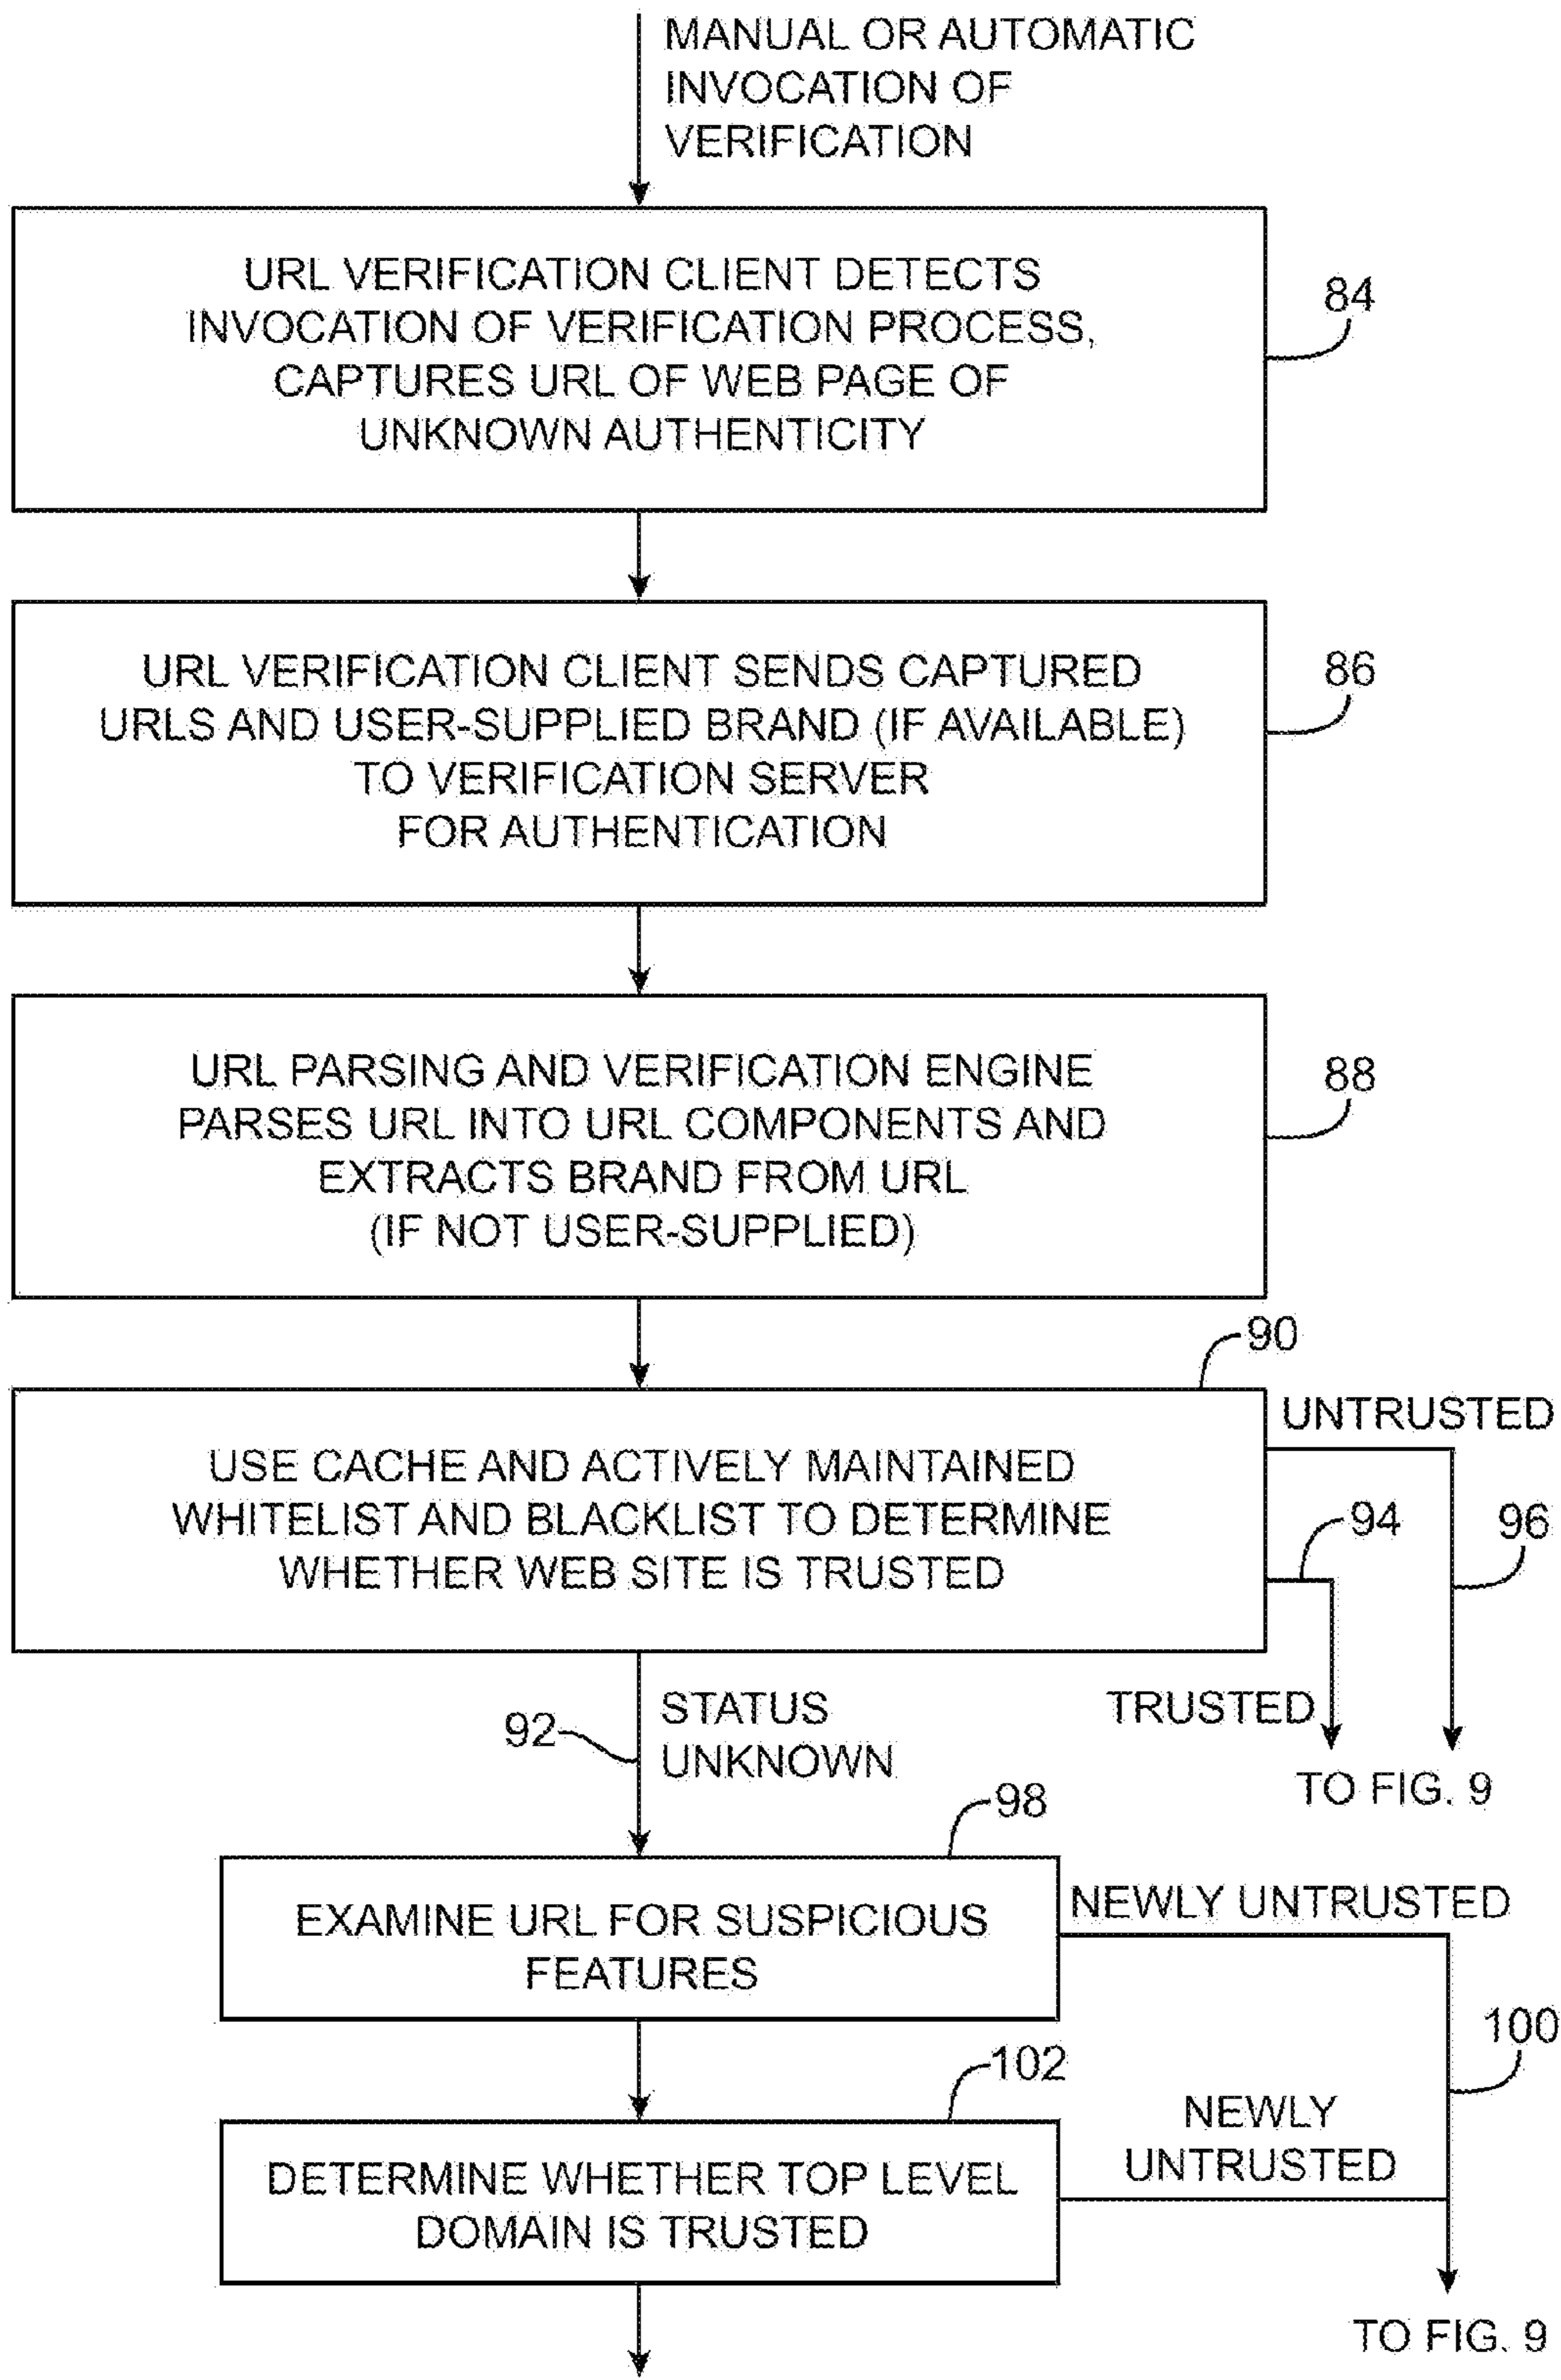 MANUAL OR AUTOMATIC
INVOCATION OF
VERIFICATION
URL VERIFICATION CLIENT DETECTS
INVOCATION OF VERIFICATION PROCESS,
CAPTURES URL OF WEB PAGE OF
UNKNOWN AUTHENTICITY
84
URL VERIFICATION CLIENT SENDS CAPTURED
URLS AND USER-SUPPLIED BRAND (IF AVAILABLE)
TO VERIFICATION SERVER
FOR AUTHENTICATION
86
URL PARSING AND VERIFICATION ENGINE
PARSES URL INTO URL COMPONENTS AND
EXTRACTS BRAND FROM URL
(IF NOT USER-SUPPLIED)
88
90
USE CACHE AND ACTIVELY MAINTAINED
WHITELIST AND BLACKLIST TO DETERMINE
WHETHER WEB SITE IS TRUSTED
UNTRUSTED
94
96
TRUSTED
TO FIG. 9
92
STATUS
UNKNOWN
98
EXAMINE URL FOR SUSPICIOUS
FEATURES
NEWLY UNTRUSTED
100
102
DETERMINE WHETHER TOP LEVEL
DOMAIN IS TRUSTED
NEWLY
UNTRUSTED
TO FIG. 9